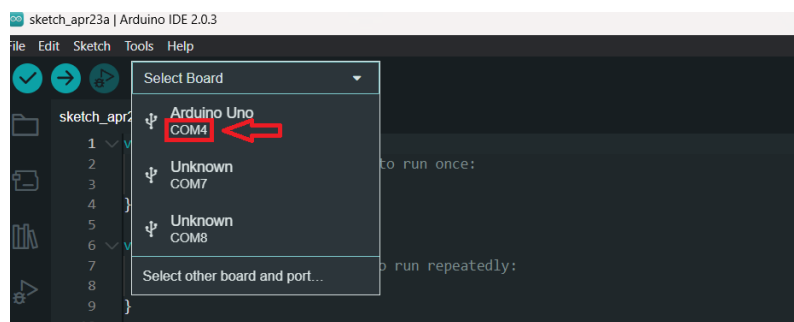 sketch_apr23a | Arduino IDE 2.0.3
File Edit Sketch Tools Help
Select Board
sketch_apr2
Arduino Uno
COM4
Unknown
COM7
Unknown
COM8
Select other board and port...
1 v
2 to run once:
3
4 }
5
6 v
7 o run repeatedly:
8
9 }